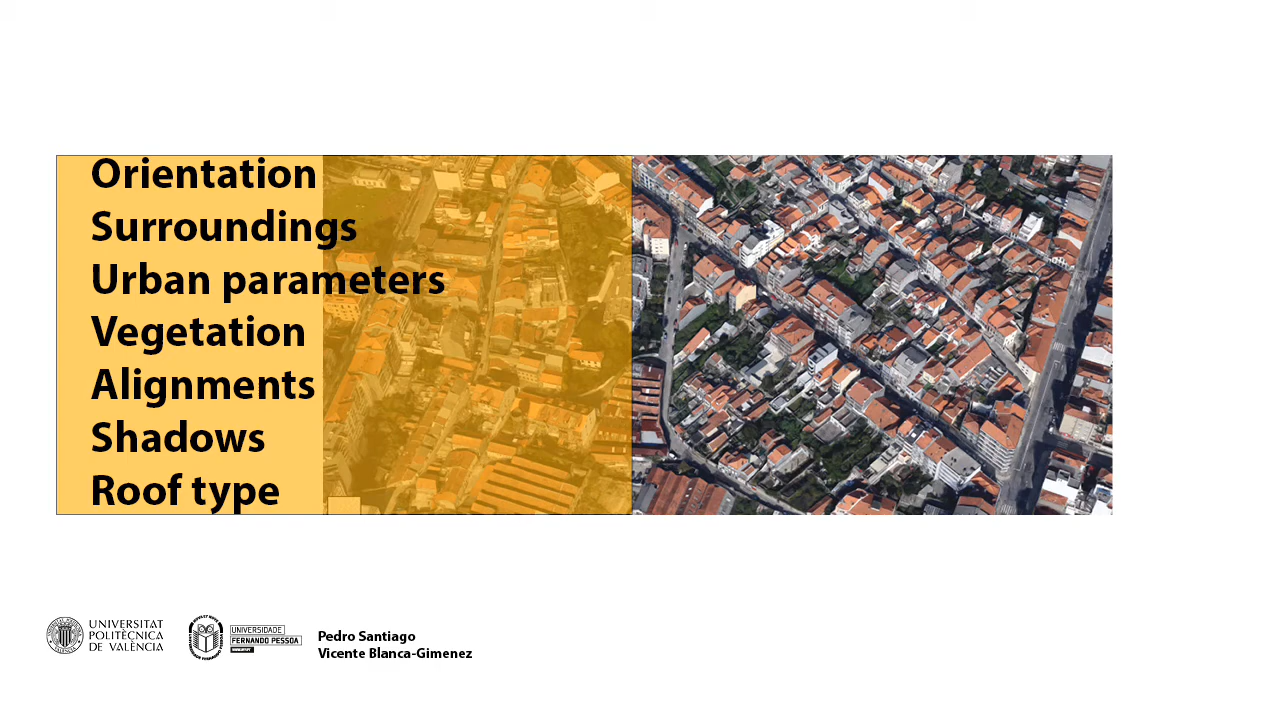 Orientation
Surroundings
Urban parameters
Vegetation
Alignments
Shadows
Roof type
UNIVERSITAT
POLITÈCNICA
DE VALÈNCIA
UNIVERSIDADE
FERNANDO PESSOA
Pedro Santiago
Vicente Blanca-Gimenez